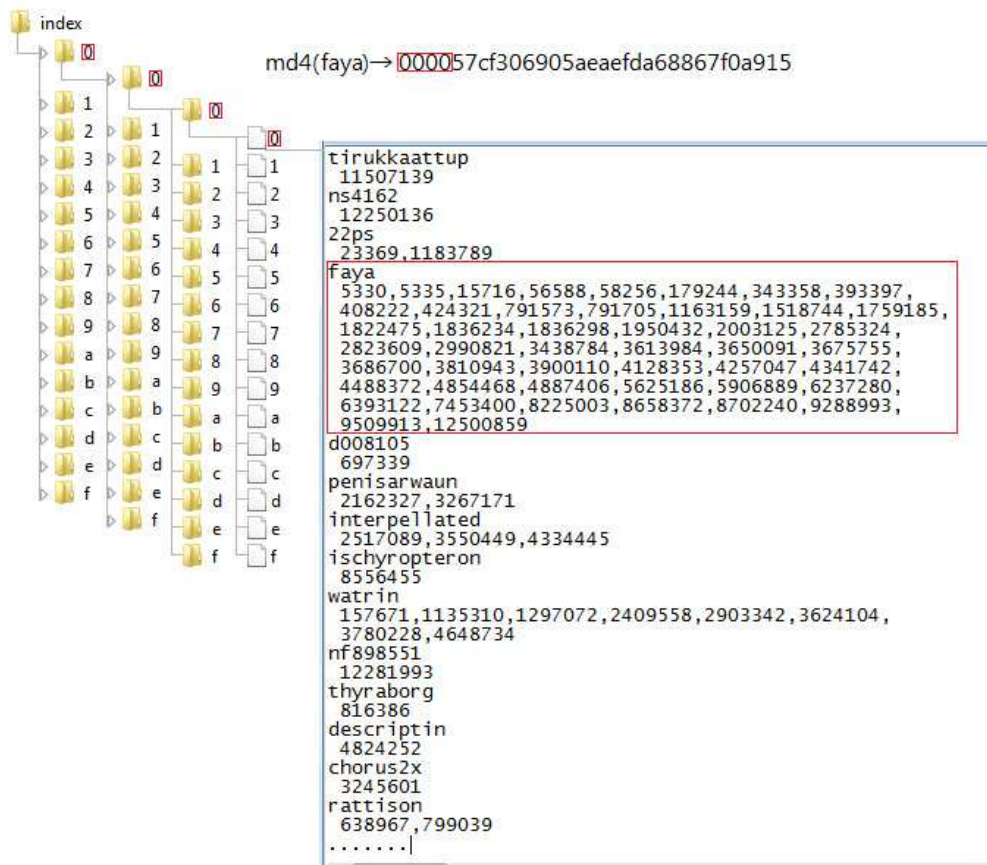 index
md4(faya)→000057cf306905aeaefda68867f0a915
0
1
2
3
4
5
6
7
8
9
a
b
c
d
e
f
0
1
2
3
4
5
6
7
8
9
a
b
c
d
e
f
0
1
2
3
4
5
6
7
8
9
a
b
c
d
e
f
0
1
2
3
4
5
6
7
8
9
a
b
c
d
e
f
tirukkaattup
11507139
ns4162
12250136
22ps
23369,1183789
faya
5330,5335,15716,56588,58256,179244,343358,393397,
408222,424321,791573,791705,1163159,1518744,1759185,
1822475,1836234,1836298,1950432,2003125,2785324,
2823609,2990821,3438784,3613984,3650091,3675755,
3686700,3810943,3900110,4128353,4257047,4341742,
4488372,4854468,4887406,5625186,5906889,6237280,
6393122,7453400,8225003,8658372,8702240,9288993,
9509913,12500859
d008105
697339
penisarwaun
2162327,3267171
interpellated
2517089,3550449,4334445
ischyropteron
8556455
watrin
157671,1135310,1297072,2409558,2903342,3624104,
3780228,4648734
nf898551
12281993
thyraborg
816386
descriptin
4824252
chorus2x
3245601
rattison
638967,799039
.......|